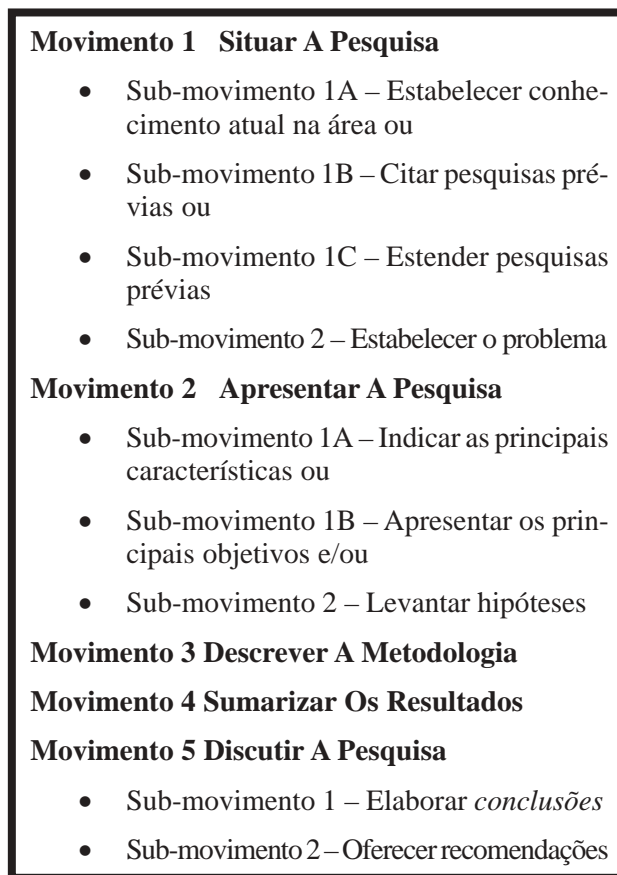 Movimento 1 Situar A Pesquisa
• Sub-movimento 1A – Estabelecer conhe-
cimento atual na área ou
• Sub-movimento 1B – Citar pesquisas pré-
vias ou
• Sub-movimento 1C – Estender pesquisas
prévias
• Sub-movimento 2 – Estabelecer o problema
Movimento 2 Apresentar A Pesquisa
• Sub-movimento 1A – Indicar as principais
características ou
• Sub-movimento 1B – Apresentar os prin-
cipais objetivos e/ou
• Sub-movimento 2 – Levantar hipóteses
Movimento 3 Descrever A Metodologia
Movimento 4 Sumarizar Os Resultados
Movimento 5 Discutir A Pesquisa
• Sub-movimento 1 – Elaborar conclusões
• Sub-movimento 2 – Oferecer recomendações